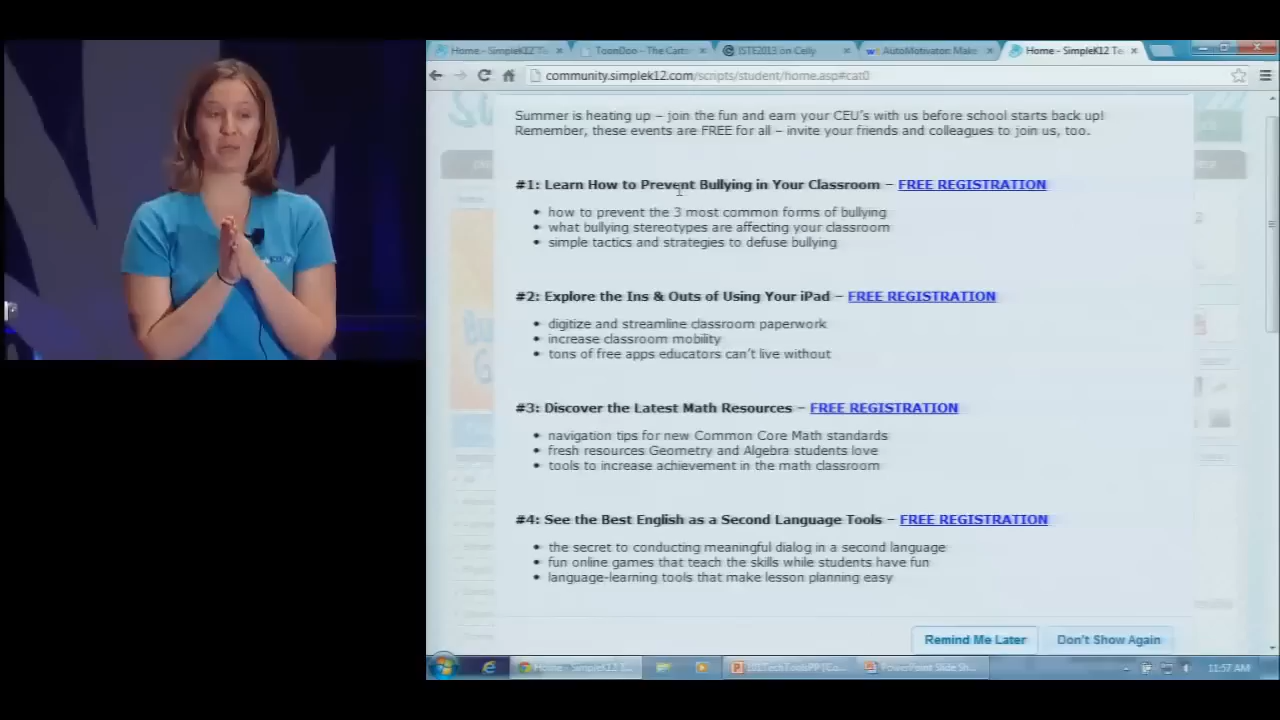 Home - SimpleK12 Te
ToonDoo - The Carto
ISTE2013 on Celly
AutoMotivator: Make
Home - SimpleK12 Te
community.simplek12.com/scripts/student/home.asp#cat0
Summer is heating up – join the fun and earn your CEU's with us before school starts back up!
Remember, these events are FREE for all – invite your friends and colleagues to join us, too.
#1: Learn How to Prevent Bullying in Your Classroom – FREE REGISTRATION
• how to prevent the 3 most common forms of bullying
• what bullying stereotypes are affecting your classroom
• simple tactics and strategies to defuse bullying
#2: Explore the Ins & Outs of Using Your iPad – FREE REGISTRATION
• digitize and streamline classroom paperwork
• increase classroom mobility
• tons of free apps educators can't live without
#3: Discover the Latest Math Resources – FREE REGISTRATION
• navigation tips for new Common Core Math standards
• fresh resources Geometry and Algebra students love
• tools to increase achievement in the math classroom
#4: See the Best English as a Second Language Tools – FREE REGISTRATION
• the secret to conducting meaningful dialog in a second language
• fun online games that teach the skills while students have fun
• language-learning tools that make lesson planning easy
Remind Me Later
Don't Show Again
Home - SimpleK12 T...
101TechToolsPP [Co...
PowerPoint Slide Sh...
11:57 AM